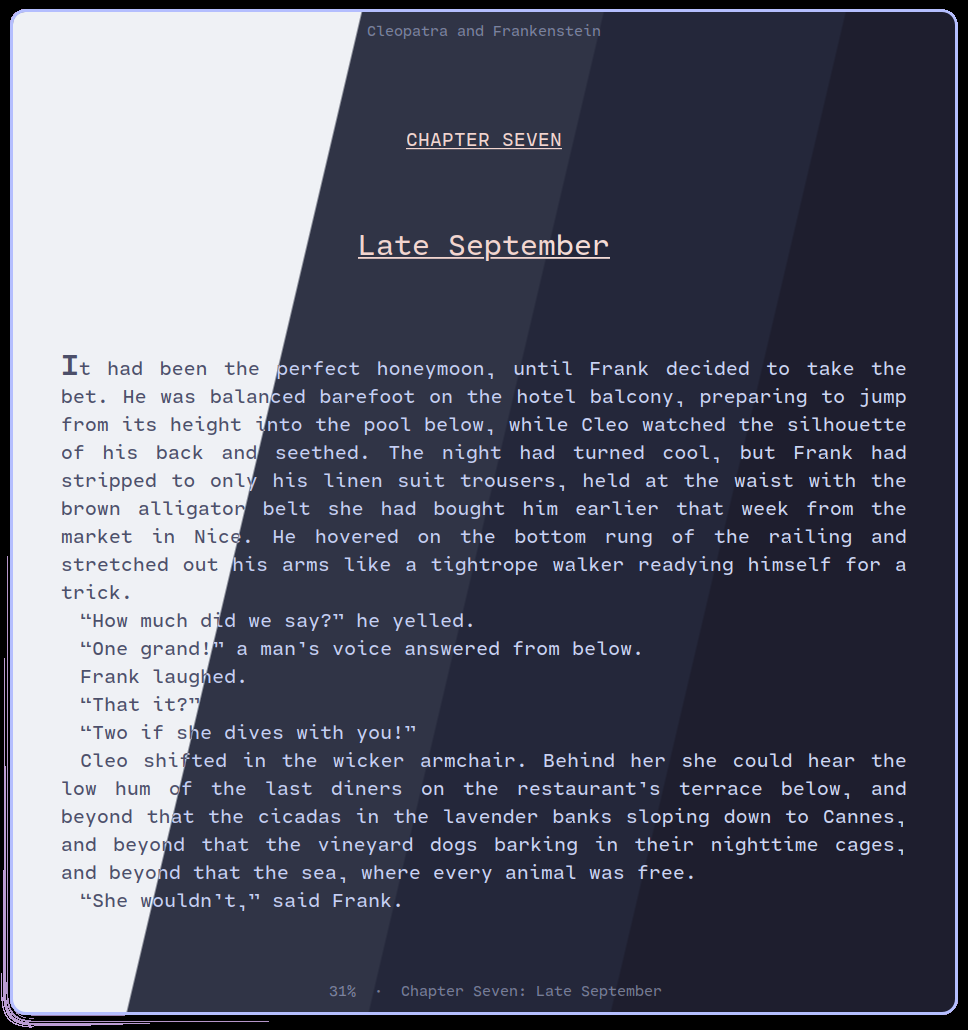 Cleopatra and Frankenstein
CHAPTER SEVEN
Late September
It had been the perfect honeymoon, until Frank decided to take the
bet. He was balanced barefoot on the hotel balcony, preparing to jump
from its height into the pool below, while Cleo watched the silhouette
of his back and seethed. The night had turned cool, but Frank had
stripped to only his linen suit trousers, held at the waist with the
brown alligator belt she had bought him earlier that week from the
market in Nice. He hovered on the bottom rung of the railing and
stretched out his arms like a tightrope walker readying himself for a
trick.
“How much did we say?” he yelled.
“One grand!” a man’s voice answered from below.
Frank laughed.
“That it?”
“Two if she dives with you!”
Cleo shifted in the wicker armchair. Behind her she could hear the
low hum of the last diners on the restaurant’s terrace below, and
beyond that the cicadas in the lavender banks sloping down to Cannes,
and beyond that the vineyard dogs barking in their nighttime cages,
and beyond that the sea, where every animal was free.
“She wouldn’t,” said Frank.
31% · Chapter Seven: Late September